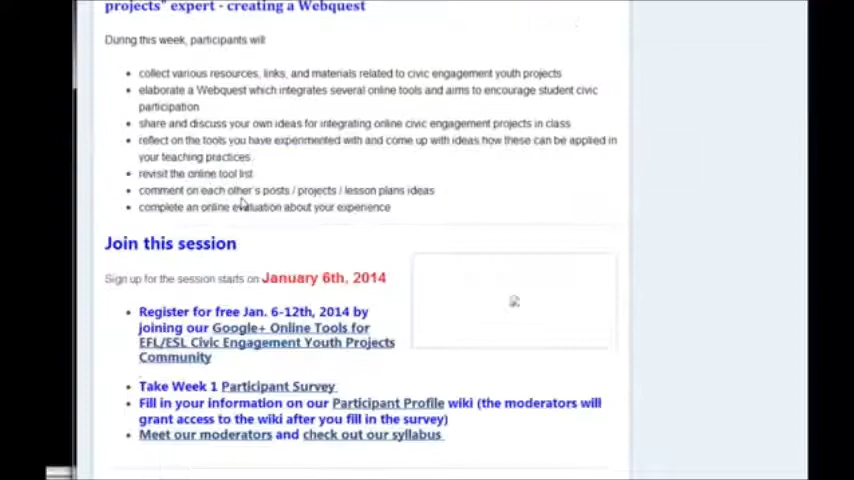 projects" expert - creating a Webquest
During this week, participants will
collect various resources, links, and materials related to civic engagement youth projects
elaborate a Webquest which integrates several online tools and aims to encourage student civic
participation
share and discuss your own ideas for integrating online civic engagement projects in class
reflect on the tools you have experimented with and come up with ideas how these can be applied in
your teaching practices.
revisit the online tool list
comment on each other's posts / projects / lesson plans ideas
complete an online evaluation about your experience
Join this session
Sign up for the session starts on January 6th, 2014
Register for free Jan. 6-12th, 2014 by
joining our Google+ Online Tools for
EFL/ESL Civic Engagement Youth Projects
Community
Take Week 1 Participant Survey
Fill in your information on our Participant Profile wiki (the moderators will
grant access to the wiki after you fill in the survey)
Meet our moderators and check out our syllabus